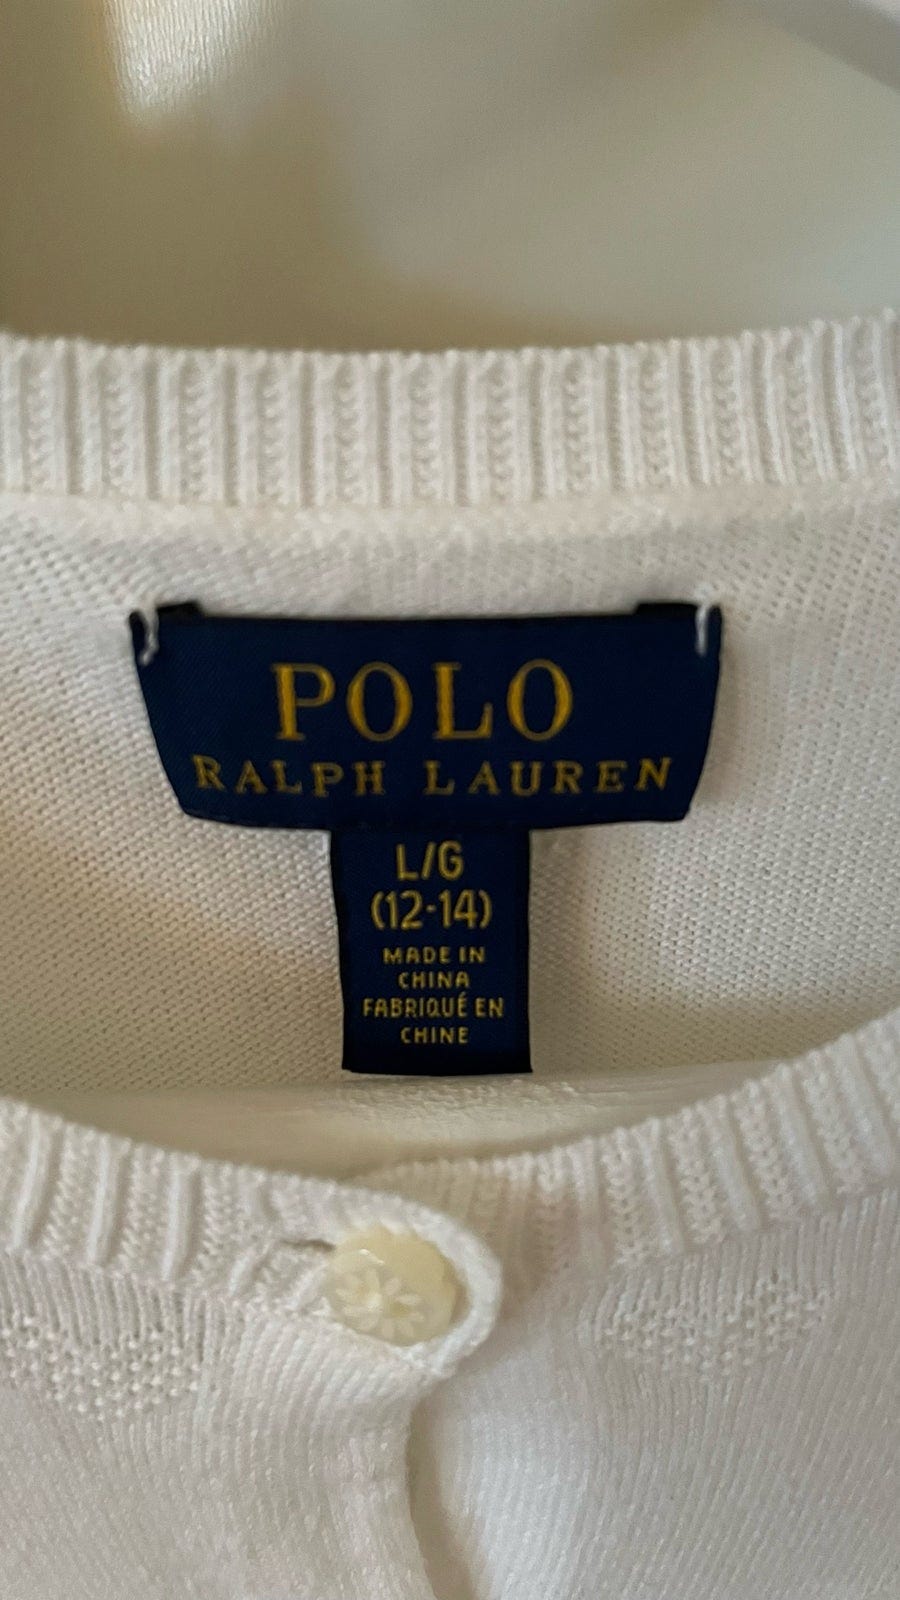 POLO
RALPH LAUREN
L/G
(12-14)
MADE IN
CHINA
FABRIQUÉ EN
CHINE